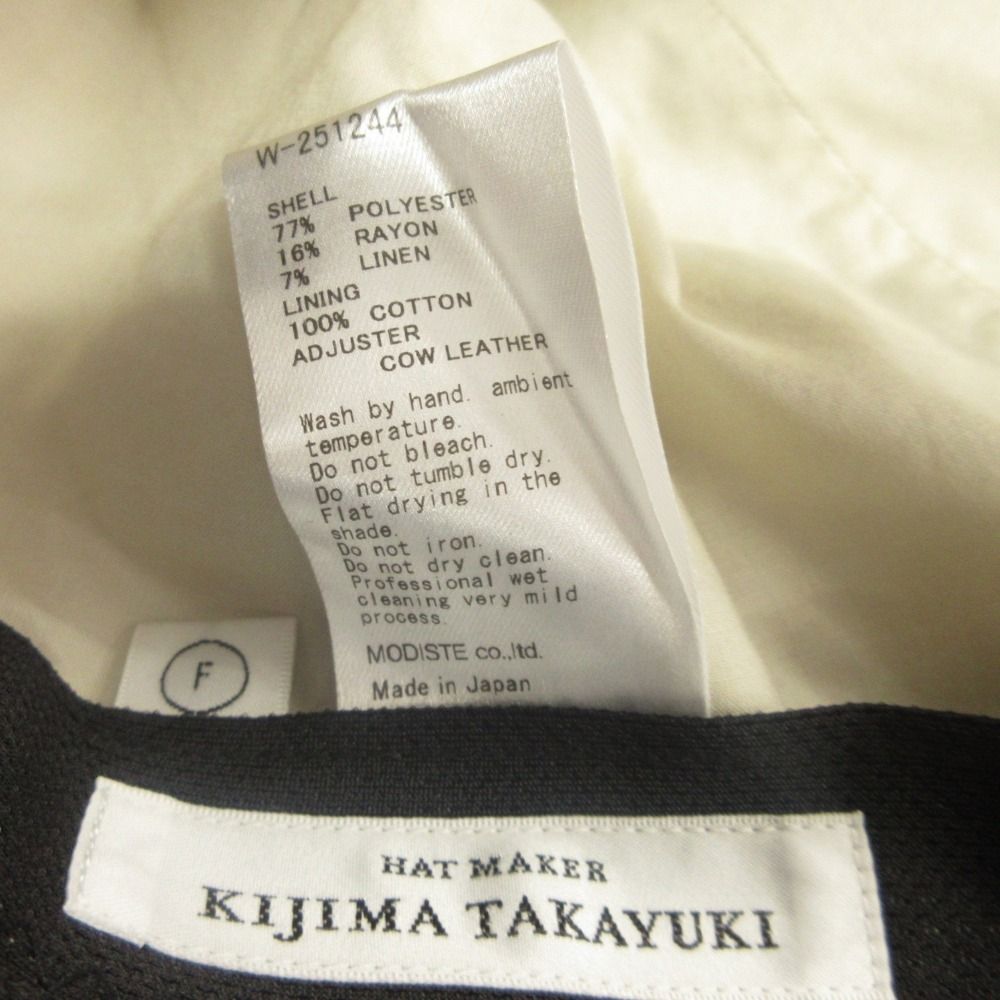 W-251244
SHELL
77% POLYESTER
16% RAYON
7% LINEN
LINING
100% COTTON
ADJUSTER
COW LEATHER
Wash by hand. ambient
temperature.
Do not bleach.
Do not tumble dry.
Flat drying in the
shade.
Do not iron.
Do not dry clean.
Professional wet
cleaning very mild
process.
MODISTE co.,ltd.
Made in Japan
F
HAT MAKER
KIJIMA TAKAYUKI